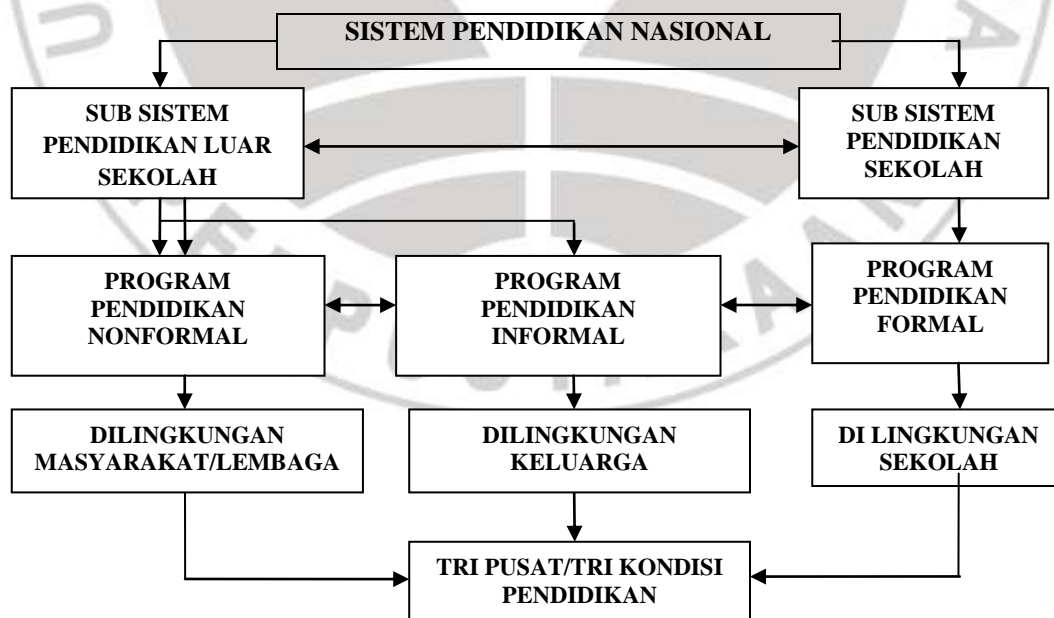 SISTEM PENDIDIKAN NASIONAL
SUB SISTEM
PENDIDIKAN LUAR
SEKOLAH
SUB SISTEM
PENDIDIKAN
SEKOLAH
PROGRAM
PENDIDIKAN
NONFORMAL
PROGRAM
PENDIDIKAN
INFORMAL
PROGRAM
PENDIDIKAN
FORMAL
DILINGKUNGAN
MASYARAKAT/LEMBAGA
DILINGKUNGAN
KELUARGA
DI LINGKUNGAN
SEKOLAH
TRI PUSAT/TRI KONDISI
PENDIDIKAN